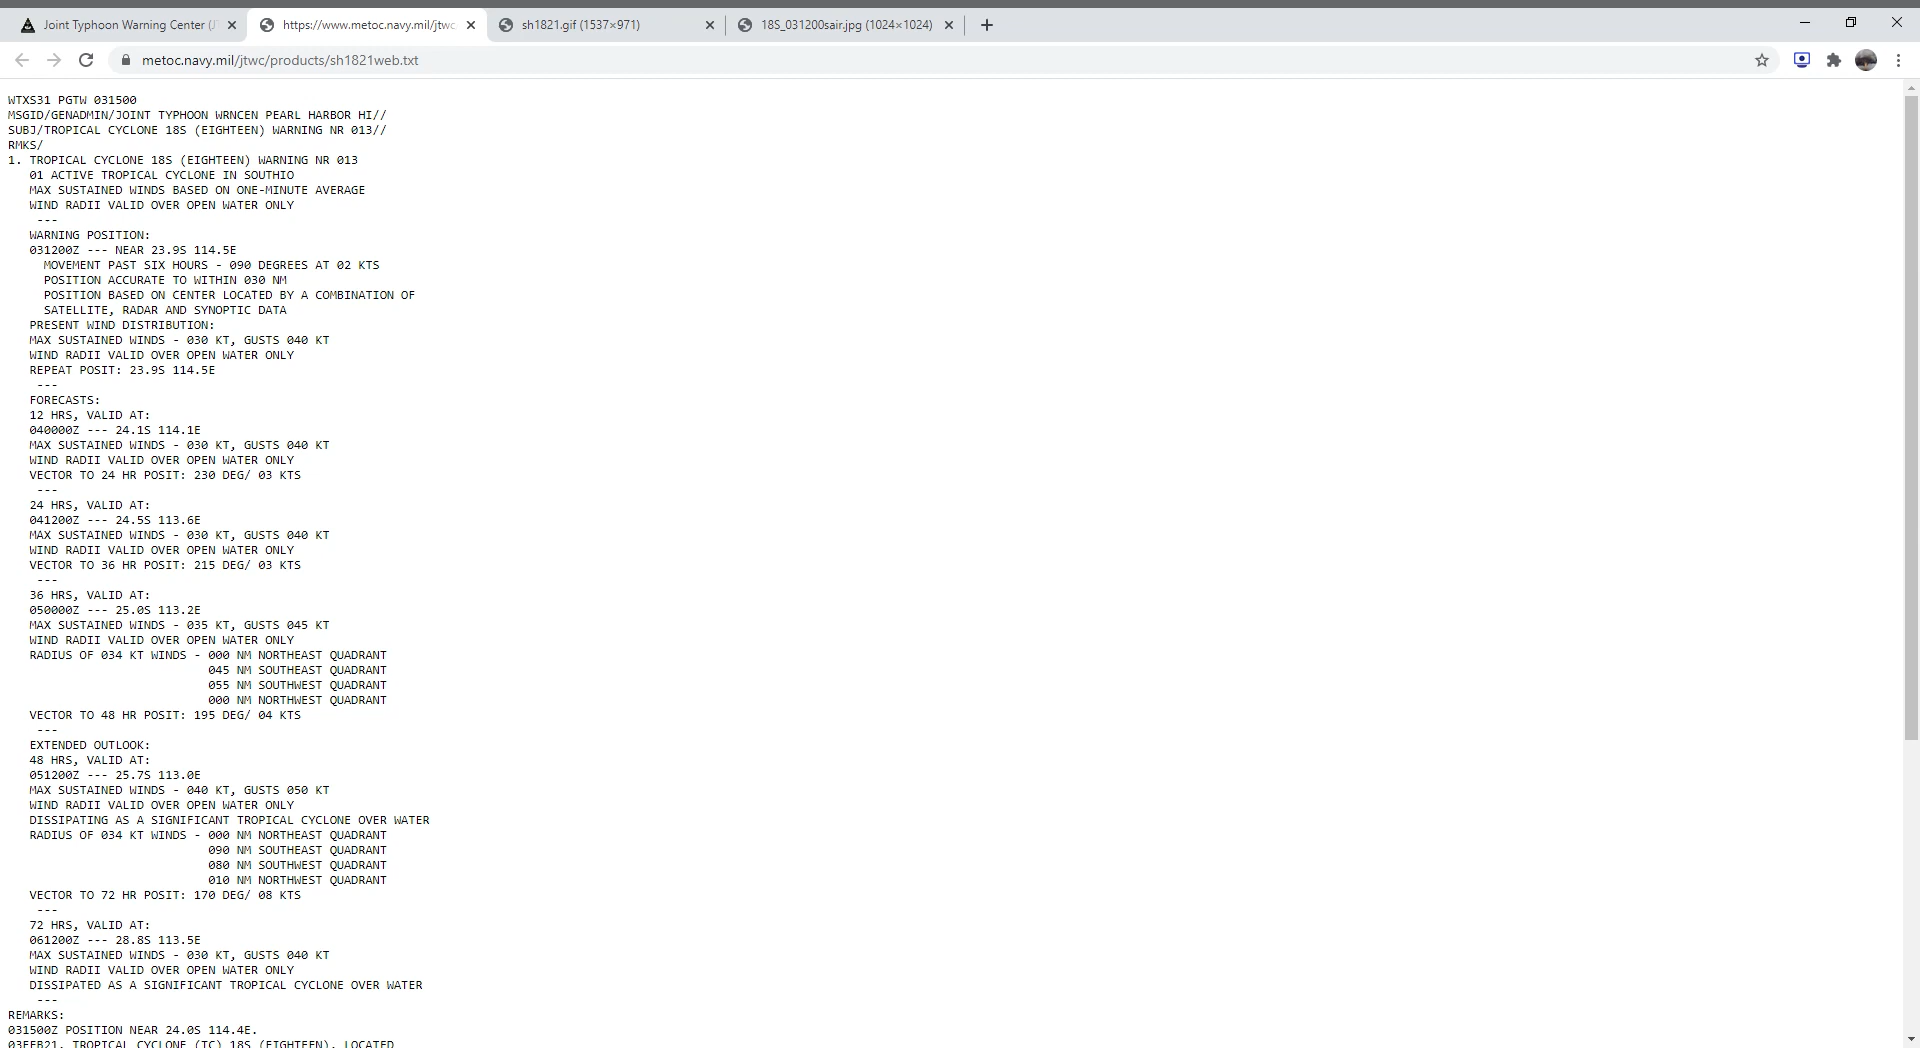 Joint Typhoon Warning Center (J
https://www.metoc.navy.mil/jtwc
sh1821.gif (1537×971)
18S_031200sair.jpg (1024×1024)
metoc.navy.mil/jtwc/products/sh1821web.txt
WTXS31 PGTW 031500
MSGID/GENADMIN/JOINT TYPHOON WRNCEN PEARL HARBOR HI//
SUBJ/TROPICAL CYCLONE 18S (EIGHTEEN) WARNING NR 013//
RMKS/
1. TROPICAL CYCLONE 18S (EIGHTEEN) WARNING NR 013
01 ACTIVE TROPICAL CYCLONE IN SOUTHIO
MAX SUSTAINED WINDS BASED ON ONE-MINUTE AVERAGE
WIND RADII VALID OVER OPEN WATER ONLY
---
WARNING POSITION:
031200Z --- NEAR 23.9S 114.5E
MOVEMENT PAST SIX HOURS - 090 DEGREES AT 02 KTS
POSITION ACCURATE TO WITHIN 030 NM
POSITION BASED ON CENTER LOCATED BY A COMBINATION OF
SATELLITE, RADAR AND SYNOPTIC DATA
PRESENT WIND DISTRIBUTION:
MAX SUSTAINED WINDS - 030 KT, GUSTS 040 KT
WIND RADII VALID OVER OPEN WATER ONLY
REPEAT POSIT: 23.9S 114.5E
---
FORECASTS:
12 HRS, VALID AT:
040000Z --- 24.1S 114.1E
MAX SUSTAINED WINDS - 030 KT, GUSTS 040 KT
WIND RADII VALID OVER OPEN WATER ONLY
VECTOR TO 24 HR POSIT: 230 DEG/ 03 KTS
---
24 HRS, VALID AT:
041200Z --- 24.5S 113.6E
MAX SUSTAINED WINDS - 030 KT, GUSTS 040 KT
WIND RADII VALID OVER OPEN WATER ONLY
VECTOR TO 36 HR POSIT: 215 DEG/ 03 KTS
---
36 HRS, VALID AT:
050000Z --- 25.0S 113.2E
MAX SUSTAINED WINDS - 035 KT, GUSTS 045 KT
WIND RADII VALID OVER OPEN WATER ONLY
RADIUS OF 034 KT WINDS - 000 NM NORTHEAST QUADRANT
045 NM SOUTHEAST QUADRANT
055 NM SOUTHWEST QUADRANT
000 NM NORTHWEST QUADRANT
VECTOR TO 48 HR POSIT: 195 DEG/ 04 KTS
---
EXTENDED OUTLOOK:
48 HRS, VALID AT:
051200Z --- 25.7S 113.0E
MAX SUSTAINED WINDS - 040 KT, GUSTS 050 KT
WIND RADII VALID OVER OPEN WATER ONLY
DISSIPATING AS A SIGNIFICANT TROPICAL CYCLONE OVER WATER
RADIUS OF 034 KT WINDS - 000 NM NORTHEAST QUADRANT
090 NM SOUTHEAST QUADRANT
080 NM SOUTHWEST QUADRANT
010 NM NORTHWEST QUADRANT
VECTOR TO 72 HR POSIT: 170 DEG/ 08 KTS
---
72 HRS, VALID AT:
061200Z --- 28.8S 113.5E
MAX SUSTAINED WINDS - 030 KT, GUSTS 040 KT
WIND RADII VALID OVER OPEN WATER ONLY
DISSIPATED AS A SIGNIFICANT TROPICAL CYCLONE OVER WATER
---
REMARKS:
031500Z POSITION NEAR 24.0S 114.4E.
03FEB21. TROPICAL CYCLONE (TC) 18S (EIGHTEEN), LOCATED